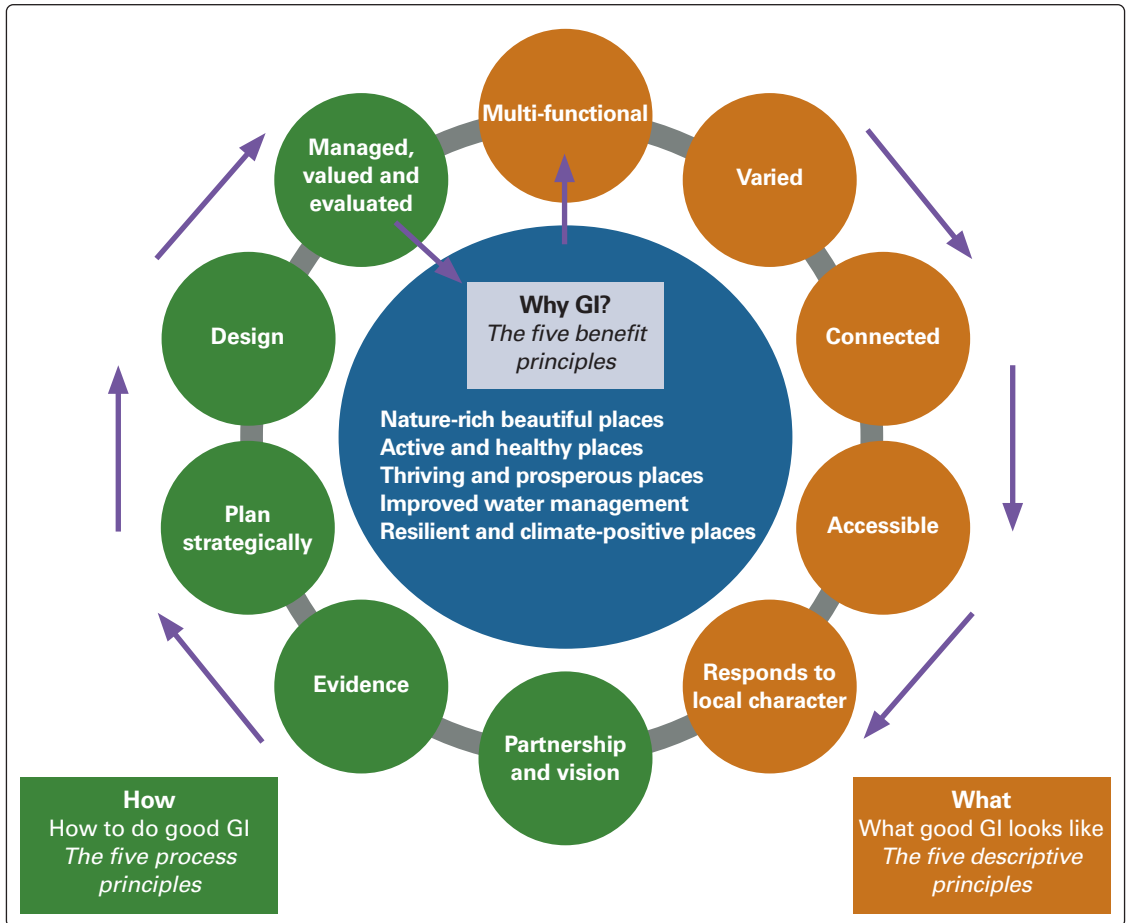 Multi-functional
Varied
Connected
Accessible
Responds to
local character
Partnership
and vision
Evidence
Plan
strategically
Design
Managed,
valued and
evaluated
Why GI?
The five benefit
principles
Nature-rich beautiful places
Active and healthy places
Thriving and prosperous places
Improved water management
Resilient and climate-positive places
How
How to do good GI
The five process
principles
What
What good GI looks like
The five descriptive
principles